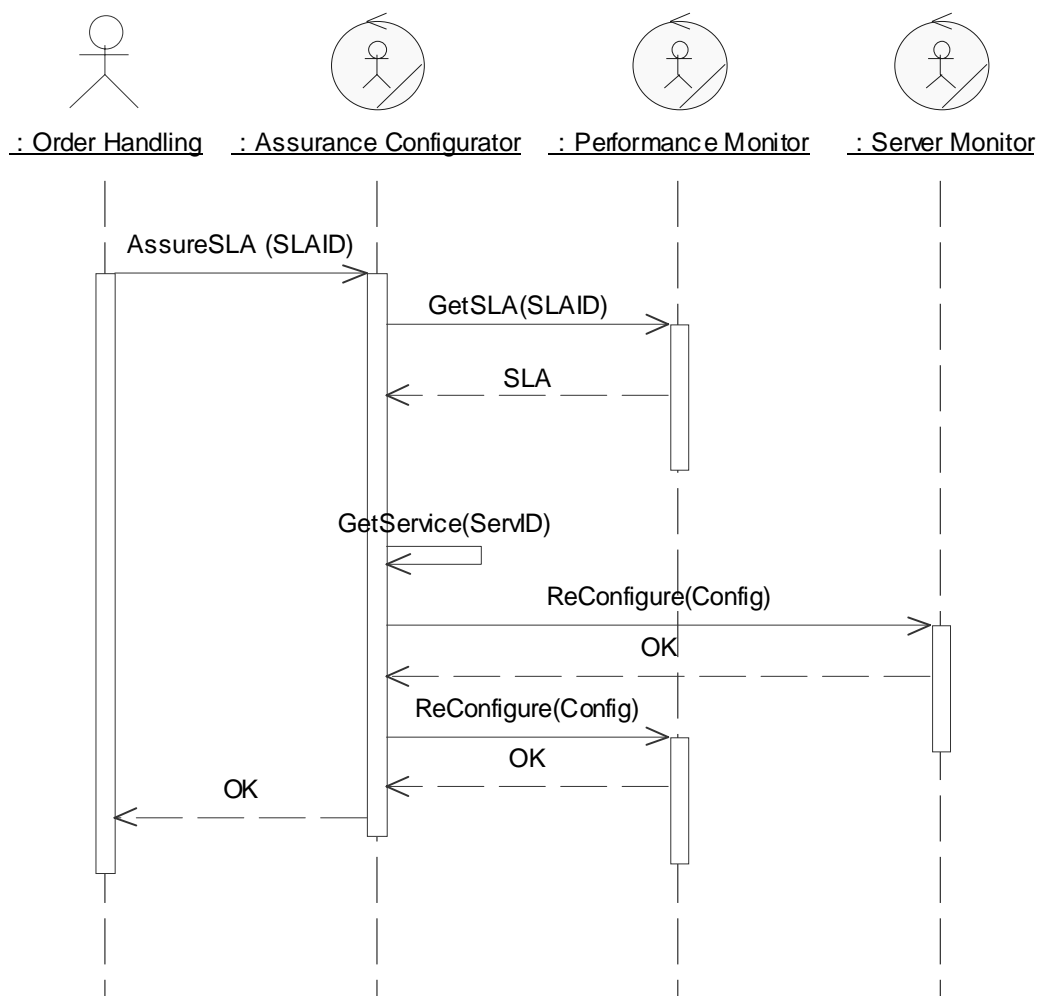 : Order Handling
: Assurance Configurator
: Performance Monitor
: Server Monitor
AssureSLA (SLAID)
GetSLA(SLAID)
SLA
GetService(ServID)
ReConfigure(Config)
OK
ReConfigure(Config)
OK
OK